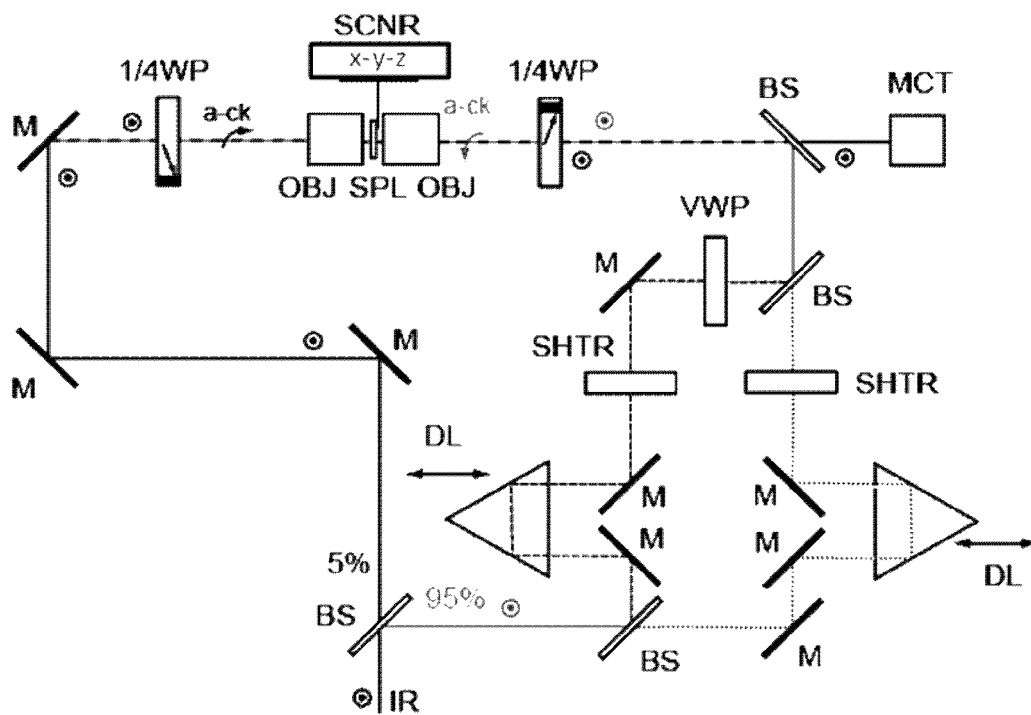 SCNR
x-y-z
1/4WP
1/4WP
BS
MCT
M
a-ck
a-ck
OBJ SPL OBJ
VWP
M
BS
M
M
SHTR
SHTR
DL
M
M
M
M
DL
5%
95%
BS
BS
M
IR